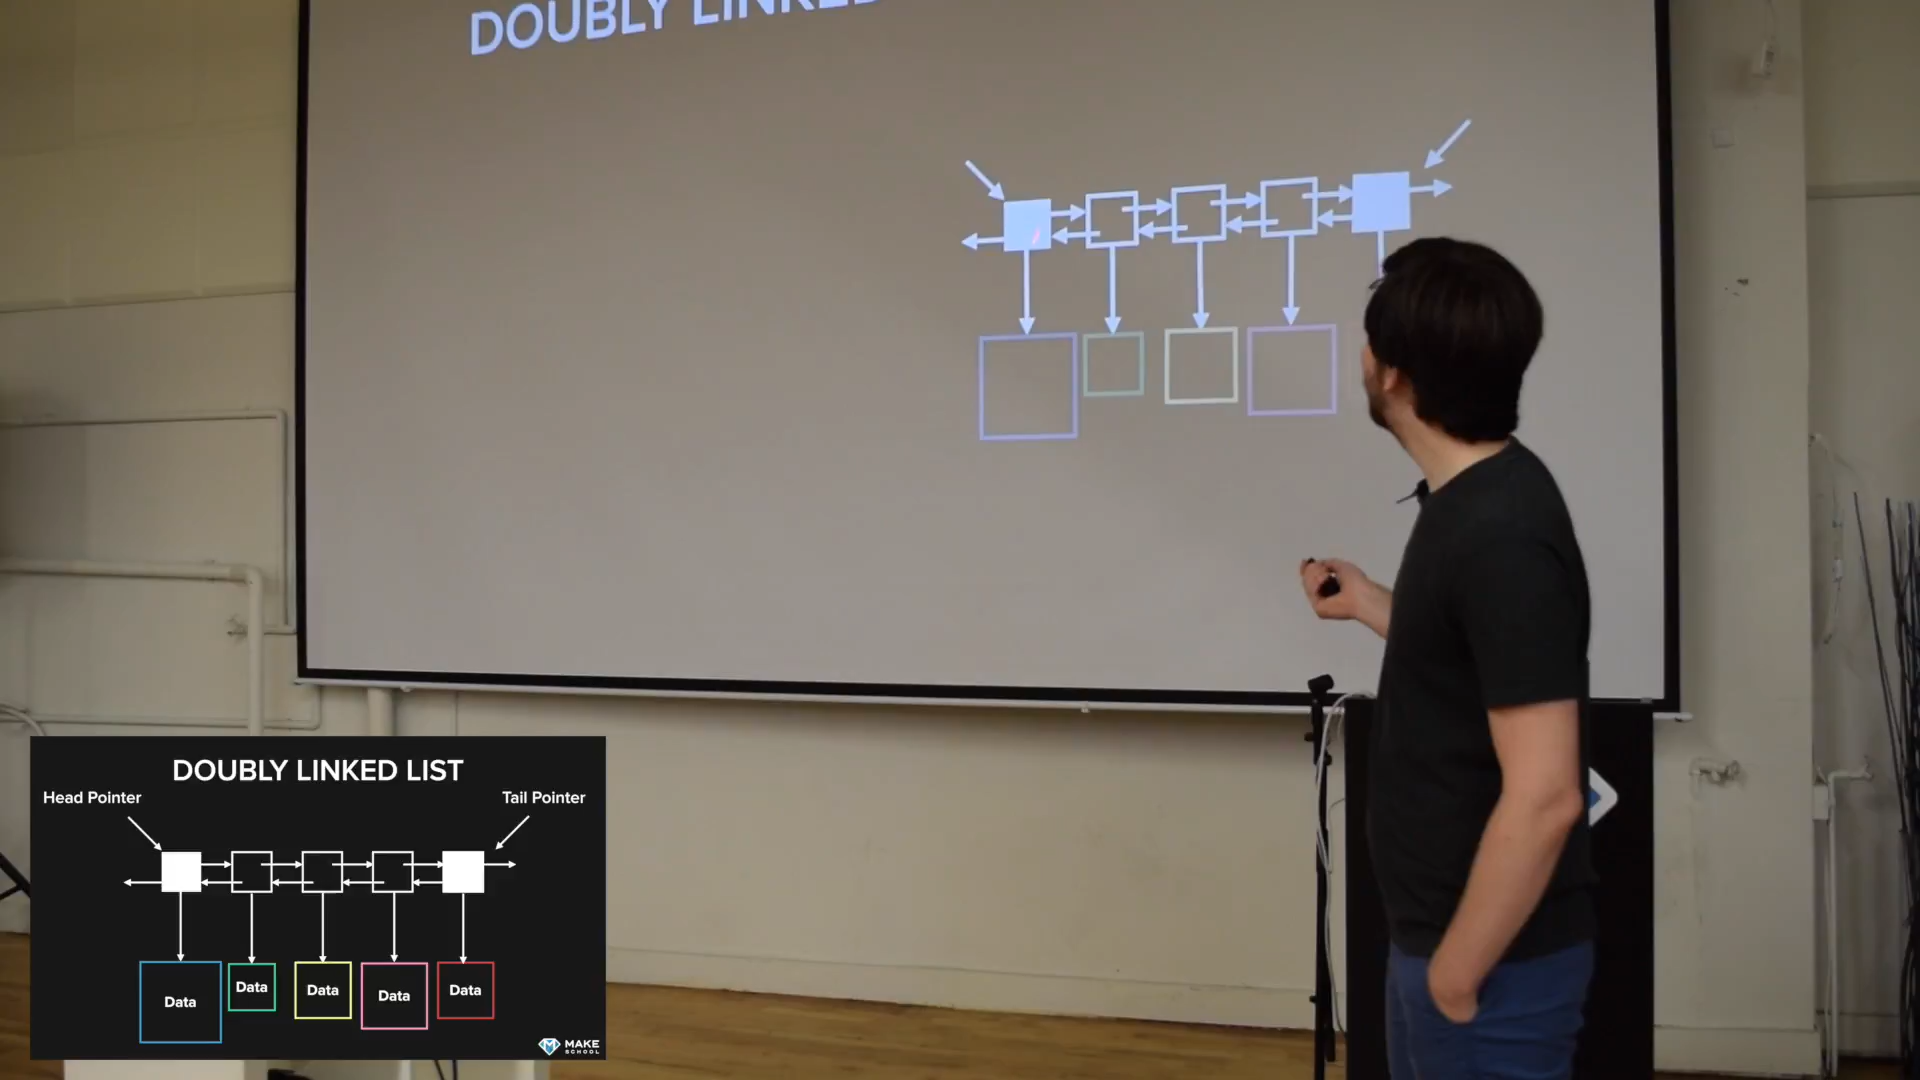 DOUBLY LINKED
DOUBLY LINKED LIST
Head Pointer
Tail Pointer
Data
Data
Data
Data
Data
MAKE
SCHOOL